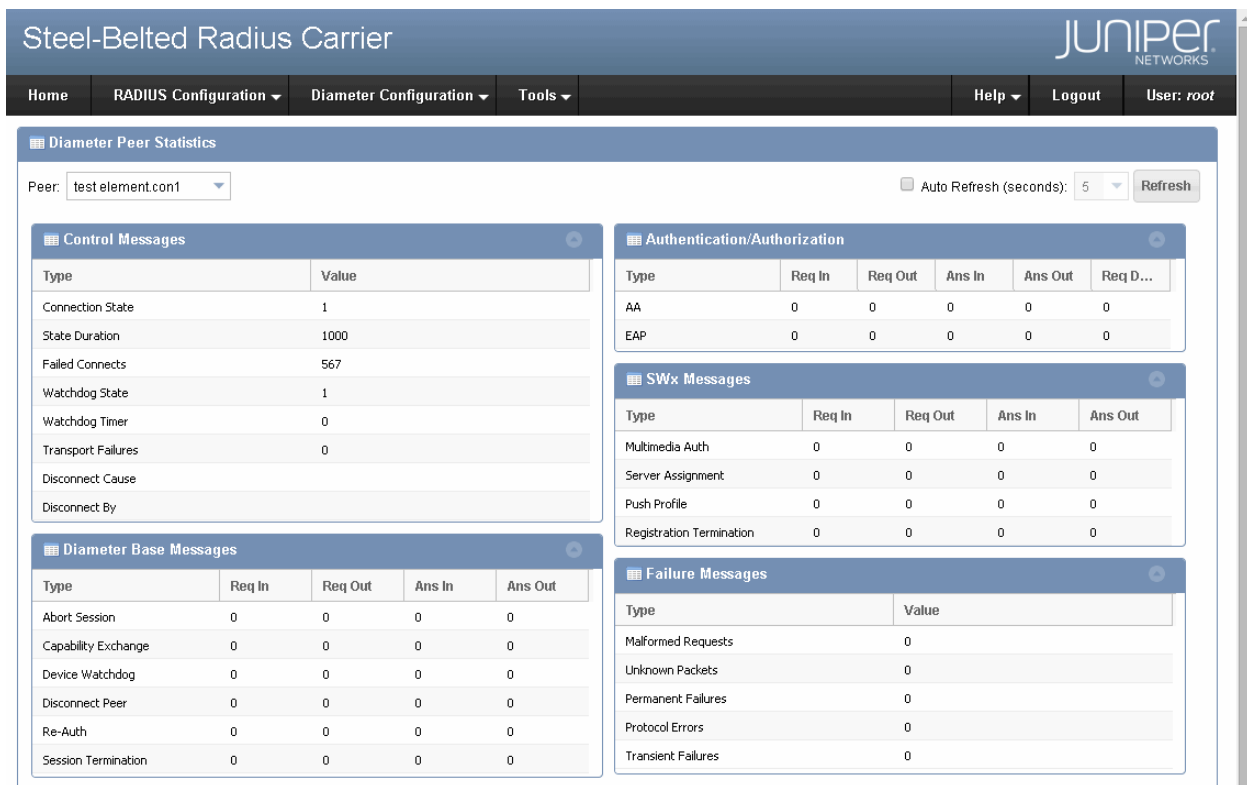 Steel-Belted Radius Carrier
JUNIPER
NETWORKS
Home RADIUS Configuration Diameter Configuration Tools Help Logout User: root
Diameter Peer Statistics
Peer: test element.con1 Auto Refresh (seconds): 5 Refresh
Control Messages
Type Value
Connection State 1
State Duration 1000
Failed Connects 567
Watchdog State 1
Watchdog Timer 0
Transport Failures 0
Disconnect Cause
Disconnect By
Diameter Base Messages
Type Req In Req Out Ans In Ans Out
Abort Session 0 0 0 0
Capability Exchange 0 0 0 0
Device Watchdog 0 0 0 0
Disconnect Peer 0 0 0 0
Re-Auth 0 0 0 0
Session Termination 0 0 0 0
Authentication/Authorization
Type Req In Req Out Ans In Ans Out Req D...
AA 0 0 0 0 0
EAP 0 0 0 0 0
SWx Messages
Type Req In Req Out Ans In Ans Out
Multimedia Auth 0 0 0 0
Server Assignment 0 0 0 0
Push Profile 0 0 0 0
Registration Termination 0 0 0 0
Failure Messages
Type Value
Malformed Requests 0
Unknown Packets 0
Permanent Failures 0
Protocol Errors 0
Transient Failures 0